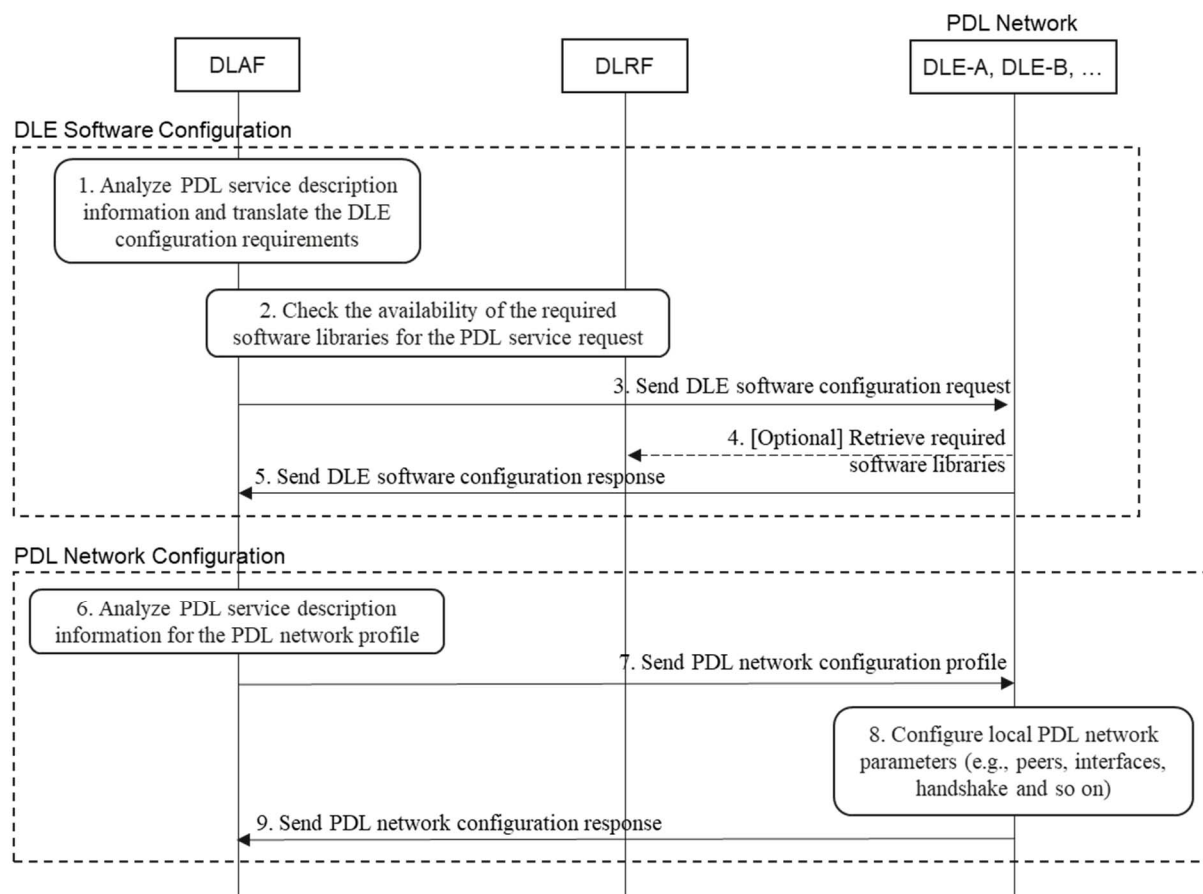 PDL Network
DLAF
DLRF
DLE-A, DLE-B, …
DLE Software Configuration
1. Analyze PDL service description
information and translate the DLE
configuration requirements
2. Check the availability of the required
software libraries for the PDL service request
3. Send DLE software configuration request
4. [Optional] Retrieve required
software libraries
5. Send DLE software configuration response
PDL Network Configuration
6. Analyze PDL service description
information for the PDL network profile
7. Send PDL network configuration profile
8. Configure local PDL network
parameters (e.g., peers, interfaces,
handshake and so on)
9. Send PDL network configuration response